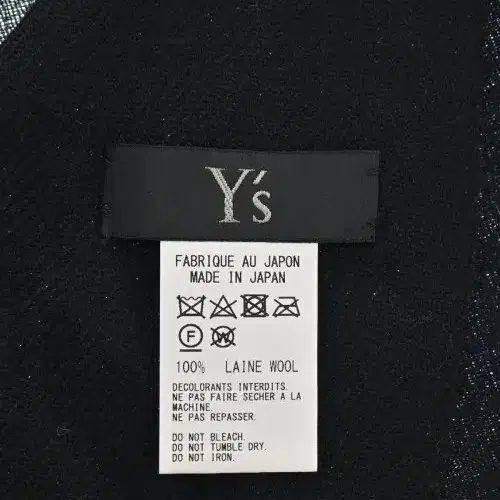 Y's
FABRIQUE AU JAPON
MADE IN JAPAN
F
W
100% LAINE WOOL
DECOLORANTS INTERDITS.
NE PAS FAIRE SECHER A LA
MACHINE.
NE PAS REPASSER.
DO NOT BLEACH.
DO NOT TUMBLE DRY.
DO NOT IRON.